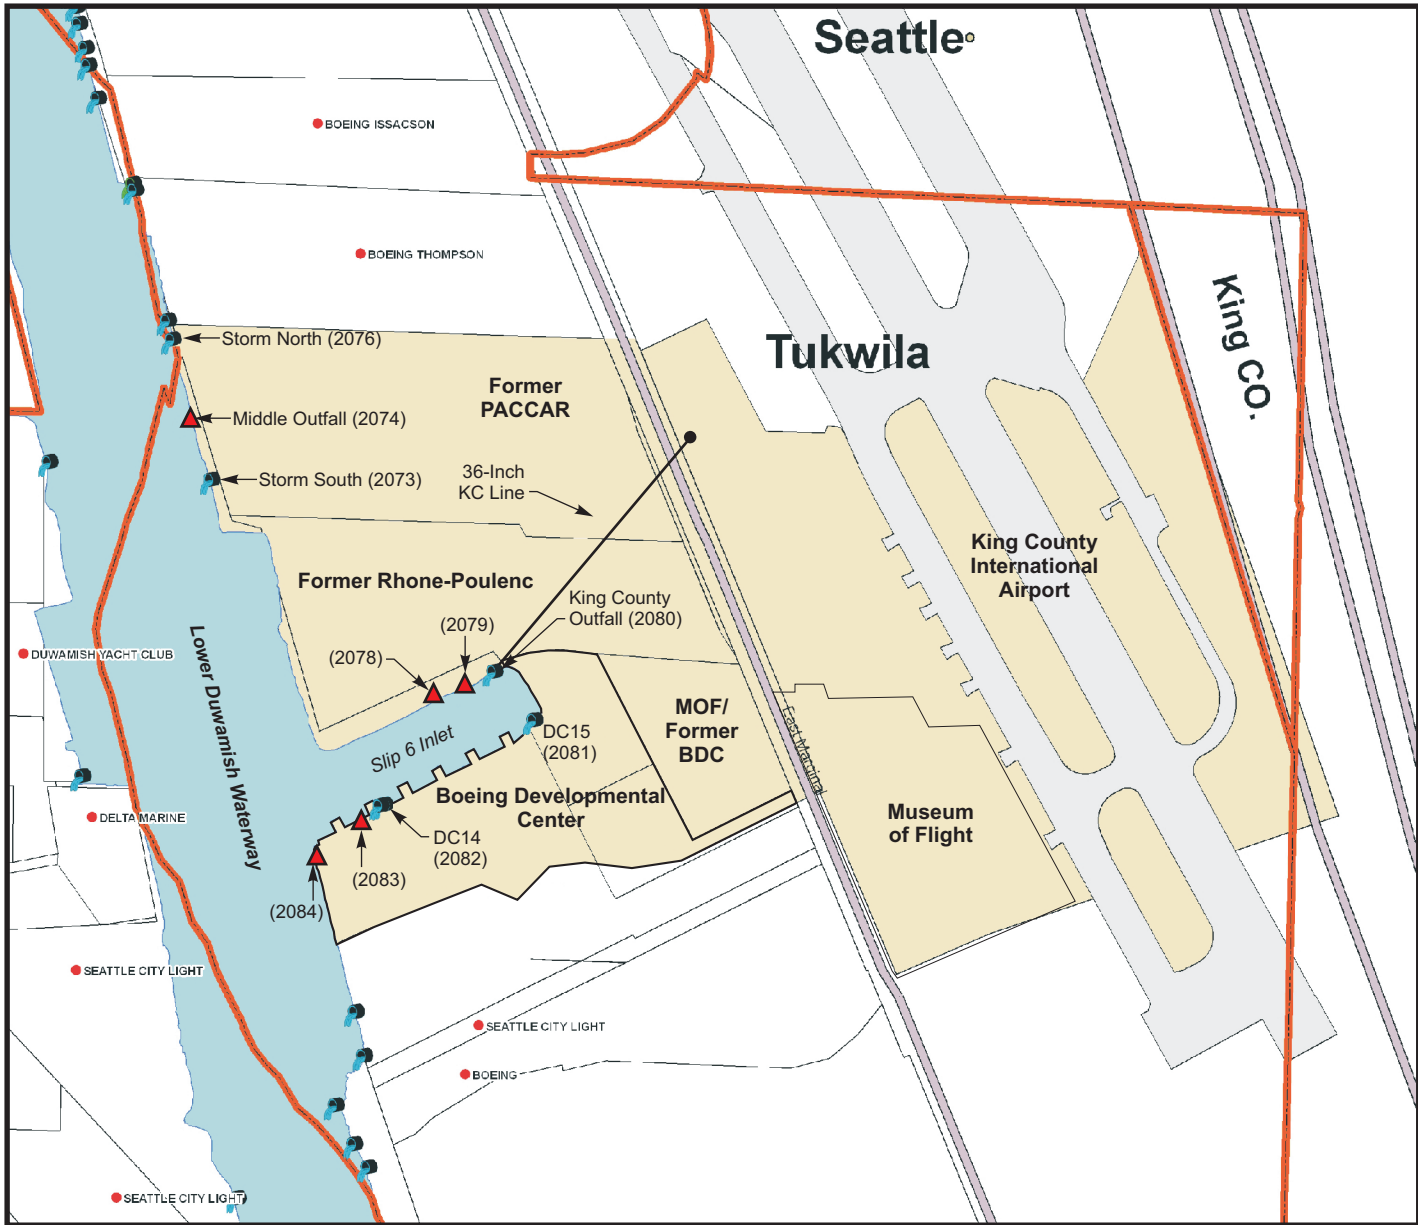 Seattle
BOEING ISSACSON
BOEING THOMPSON
King CO.
Storm North (2076)
Tukwila
Former
PACCAR
Middle Outfall (2074)
36-Inch
KC Line
Storm South (2073)
King County
International
Airport
Former Rhone-Poulenc
King County
Outfall (2080)
(2079)
(2078)
DUWAMISH YACHT CLUB
Lower Duwamish Waterway
MOF/
Former
BDC
East Marginal
DC15
(2081)
Slip 6 Inlet
Boeing Developmental
Center
Museum
of Flight
DELTA MARINE
DC14
(2082)
(2083)
(2084)
SEATTLE CITY LIGHT
SEATTLE CITY LIGHT
BOEING
SEATTLE CITY LIGHT